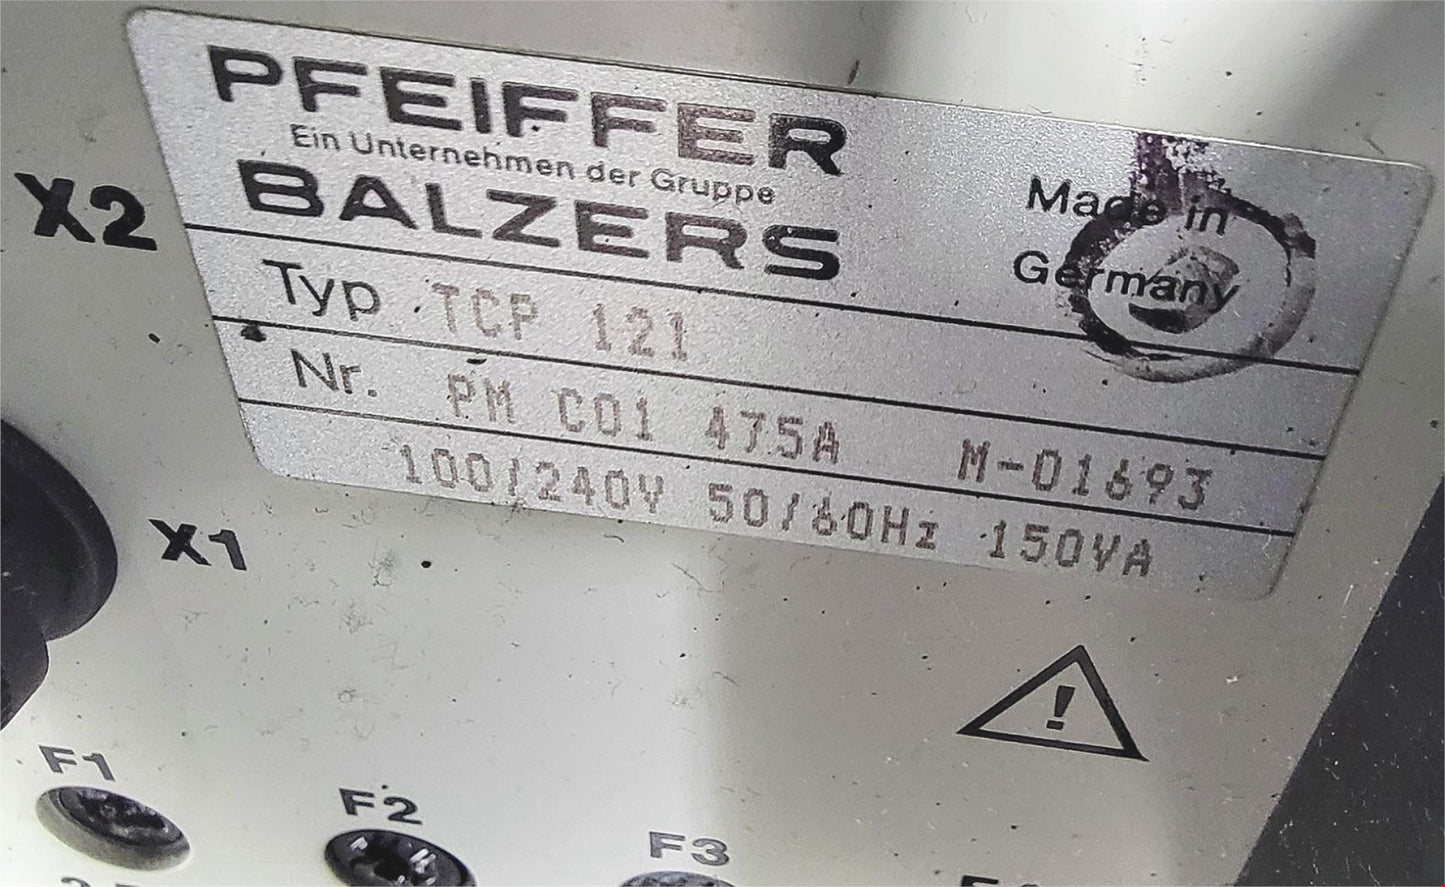 PFEIFFER
Ein Unternehmen der Gruppe
BALZERS
Made in
Germany
X2
Typ TCP 121
Nr. PM C01 475A M-01693
100/240V 50/60Hz 150VA
X1
!
F1
F2
F3